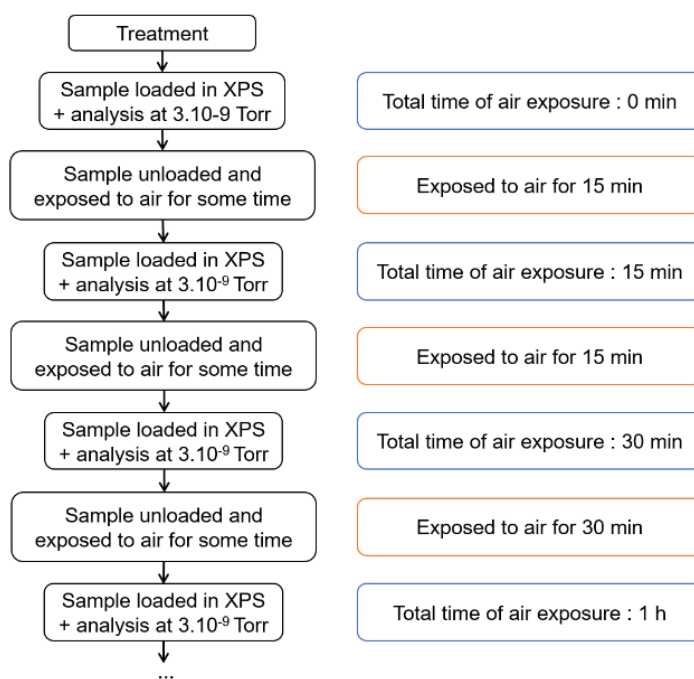 Treatment
Sample loaded in XPS
+ analysis at 3.10-9 Torr
Total time of air exposure : 0 min
Sample unloaded and
exposed to air for some time
Exposed to air for 15 min
Sample loaded in XPS
+ analysis at 3.10⁻⁹ Torr
Total time of air exposure : 15 min
Sample unloaded and
exposed to air for some time
Exposed to air for 15 min
Sample loaded in XPS
+ analysis at 3.10⁻⁹ Torr
Total time of air exposure : 30 min
Sample unloaded and
exposed to air for some time
Exposed to air for 30 min
Sample loaded in XPS
+ analysis at 3.10⁻⁹ Torr
Total time of air exposure : 1 h
...